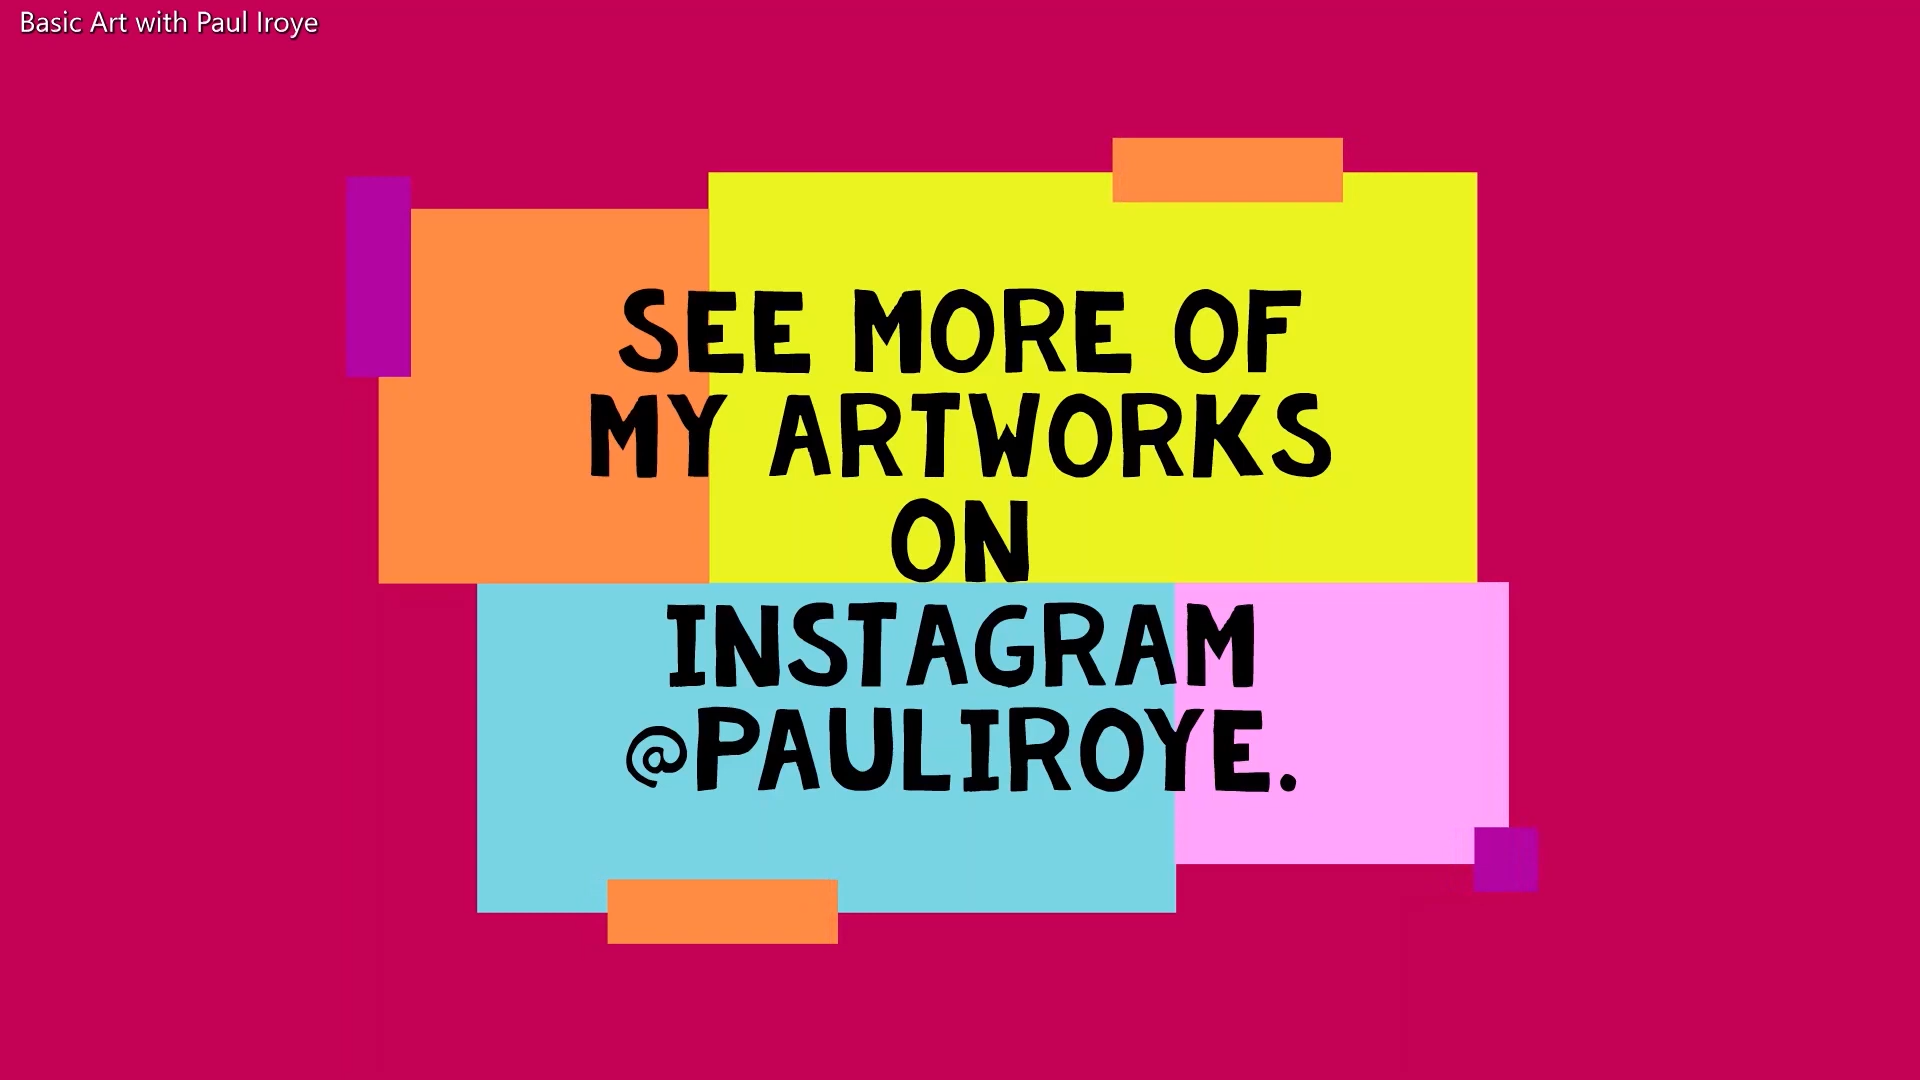 Basic Art with Paul Iroye
SEE MORE OF
MY ARTWORKS
ON
INSTAGRAM
@PAULIROYE.